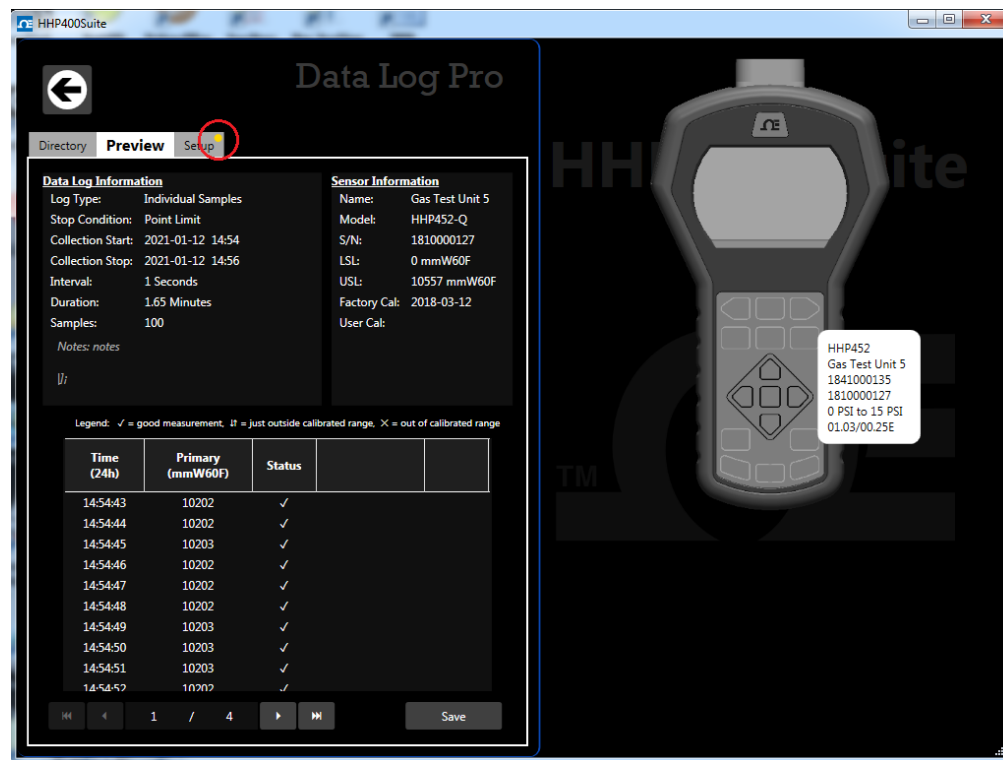 HHP400Suite
Data Log Pro
Directory Preview Setup
Data Log Information
Log Type: Individual Samples
Stop Condition: Point Limit
Collection Start: 2021-01-12 14:54
Collection Stop: 2021-01-12 14:56
Interval: 1 Seconds
Duration: 1.65 Minutes
Samples: 100
Notes: notes
Sensor Information
Name: Gas Test Unit 5
Model: HHP452-Q
S/N: 1810000127
LSL: 0 mmW60F
USL: 10557 mmW60F
Factory Cal: 2018-03-12
User Cal:
Legend: ✓ = good measurement, ↓↑ = just outside calibrated range, ✕ = out of calibrated range
Time (24h) Primary (mmW60F) Status
14:54:43 10202 ✓
14:54:44 10202 ✓
14:54:45 10203 ✓
14:54:46 10202 ✓
14:54:47 10202 ✓
14:54:48 10202 ✓
14:54:49 10203 ✓
14:54:50 10203 ✓
14:54:51 10203 ✓
14:54:52 10202 ✓
1 / 4
Save
HHP452
Gas Test Unit 5
1841000135
1810000127
0 PSI to 15 PSI
01.03/00.25E
TM